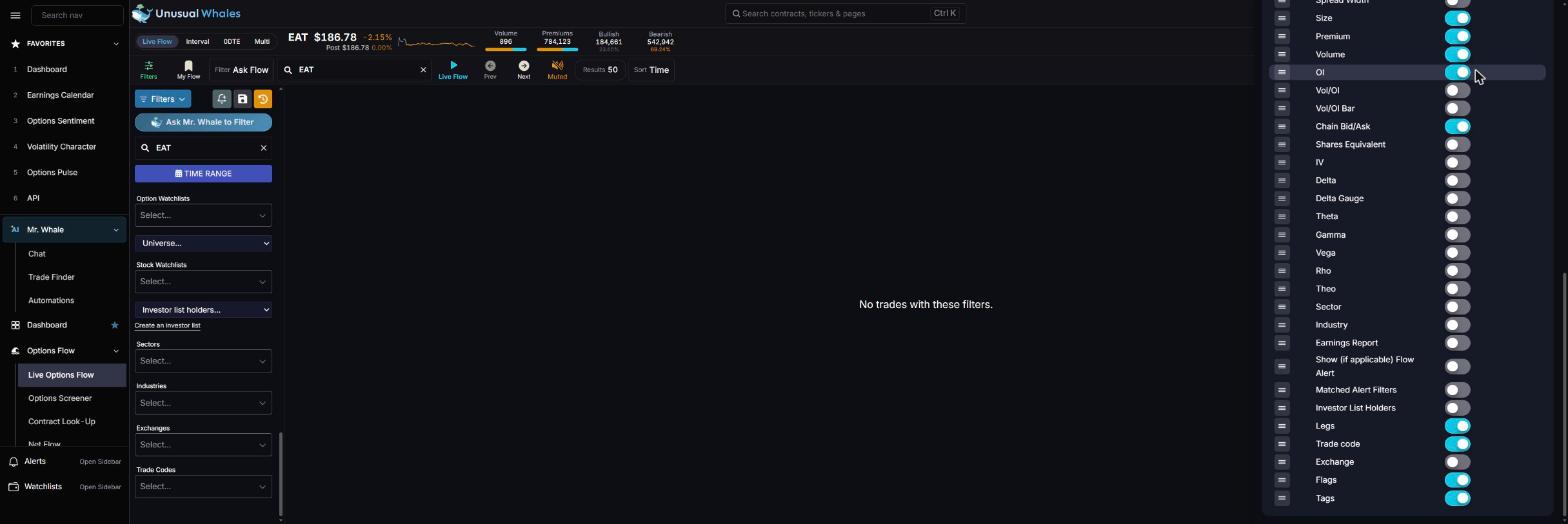 Search nav
FAVORITES
1 Dashboard
2 Earnings Calendar
3 Options Sentiment
4 Volatility Character
5 Options Pulse
6 API
AI Mr. Whale
Chat
Trade Finder
Automations
Dashboard
Options Flow
Live Options Flow
Options Screener
Contract Look-Up
Net Flow
Alerts Open Sidebar
Watchlists Open Sidebar
Unusual Whales
Search contracts, tickers & pages Ctrl K
Live Flow Interval 0DTE Multi
EAT $186.78 -2.15%
Post $186.78 0.00%
Volume
896
Premiums
784,123
Bullish
184,661
Bearish
542,942
69.24%
Filters
My Flow
Filter Ask Flow
EAT
Live Flow
Prev
Next
Muted
Results 50
Sort Time
Filters
Ask Mr. Whale to Filter
EAT
TIME RANGE
Option Watchlists
Select...
Universe...
Stock Watchlists
Select...
Investor list holders...
Create an investor list
Sectors
Select...
Industries
Select...
Exchanges
Select...
Trade Codes
Select...
No trades with these filters.
Spread Width
Size
Premium
Volume
OI
Vol/OI
Vol/OI Bar
Chain Bid/Ask
Shares Equivalent
IV
Delta
Delta Gauge
Theta
Gamma
Vega
Rho
Theo
Sector
Industry
Earnings Report
Show (if applicable) Flow
Alert
Matched Alert Filters
Investor List Holders
Legs
Trade code
Exchange
Flags
Tags